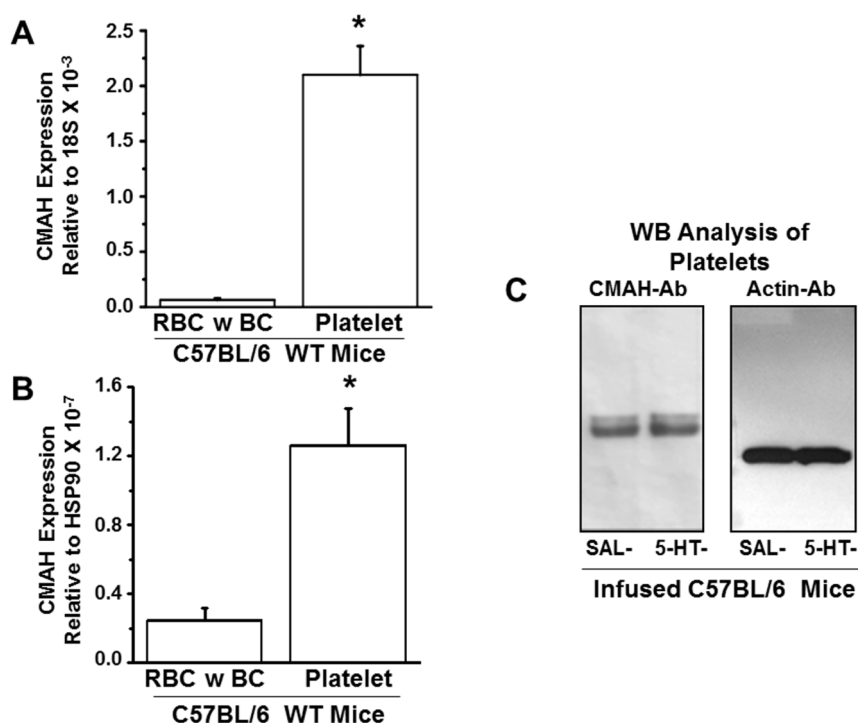 A
CMAH Expression
Relative to 18S X 10-3
2.5
2.0
1.5
1.0
0.5
0.0
*
RBC w BC Platelet
C57BL/6 WT Mice
B
CMAH Expression
Relative to HSP90 X 10-7
1.6
1.2
0.8
0.4
0.0
*
RBC w BC Platelet
C57BL/6 WT Mice
WB Analysis of
Platelets
C
CMAH-Ab Actin-Ab
SAL- 5-HT- SAL- 5-HT-
Infused C57BL/6 Mice